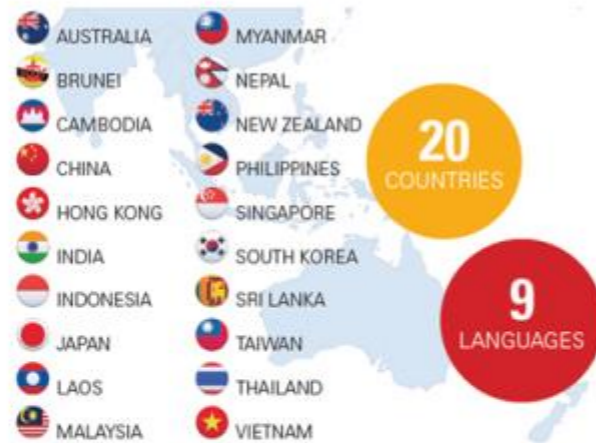 AUSTRALIA
BRUNEI
CAMBODIA
CHINA
HONG KONG
INDIA
INDONESIA
JAPAN
LAOS
MALAYSIA
MYANMAR
NEPAL
NEW ZEALAND
PHILIPPINES
SINGAPORE
SOUTH KOREA
SRI LANKA
TAIWAN
THAILAND
VIETNAM
20
COUNTRIES
9
LANGUAGES